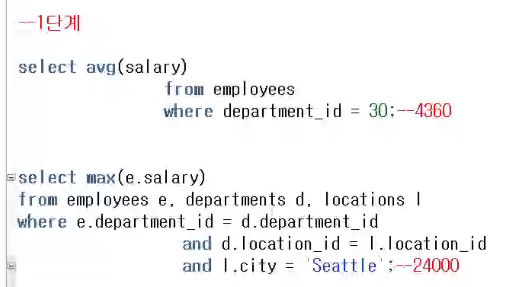 --1단계
select avg(salary)
from employees
where department_id = 30;--4360
select max(e.salary)
from employees e, departments d, locations l
where e.department_id = d.department_id
and d.location_id = l.location_id
and l.city = 'Seattle';--24000